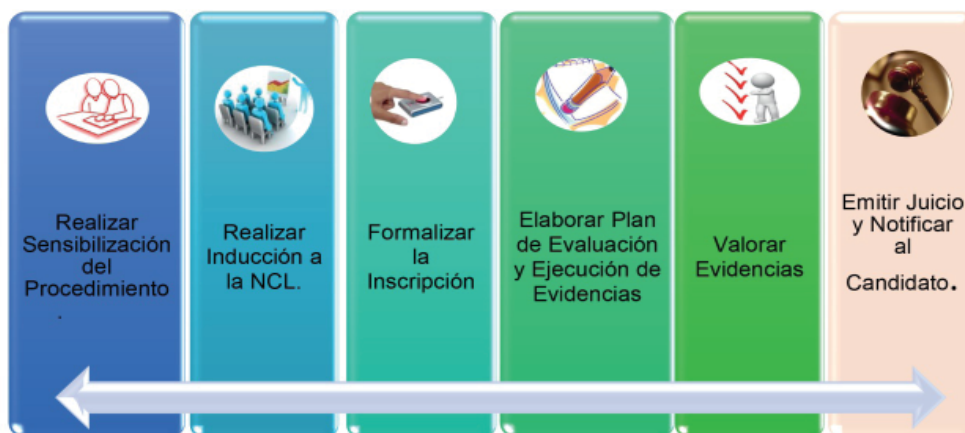 Realizar
Sensibilización
del
Procedimiento
.
Realizar
Inducción a
la NCL.
Formalizar
la
Inscripción
Elaborar Plan
de Evaluación
y Ejecución de
Evidencias
Valorar
Evidencias
Emitir Juicio
y Notificar
al
Candidato.